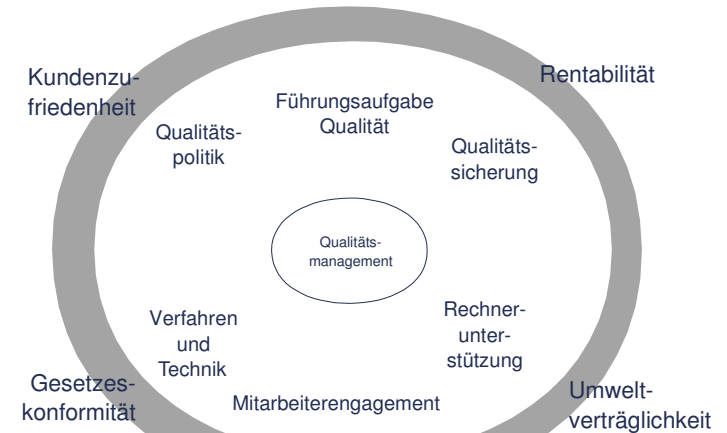 Kundenzu-
friedenheit
Rentabilität
Führungsaufgabe
Qualität
Qualitäts-
politik
Qualitäts-
sicherung
Qualitäts-
management
Verfahren
und
Technik
Rechner-
unter-
stützung
Gesetzes-
konformität
Mitarbeiterengagement
Umwelt-
verträglichkeit